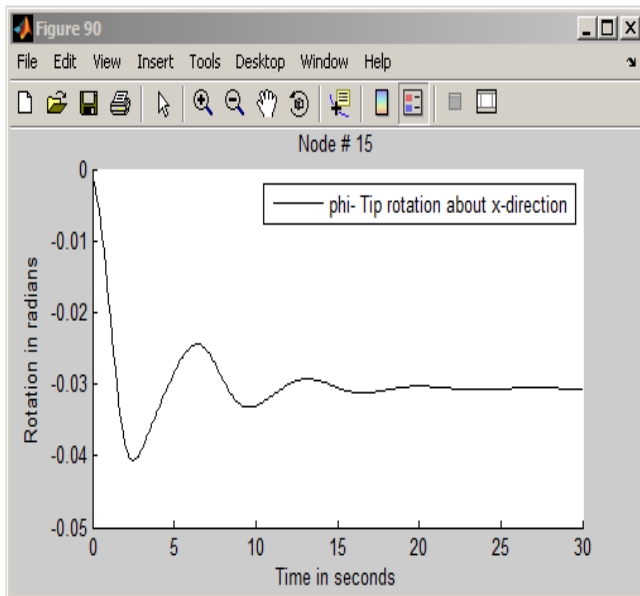 Figure 90
File Edit View Insert Tools Desktop Window Help
Node # 15
phi- Tip rotation about x-direction
0
-0.01
-0.02
-0.03
-0.04
-0.05
Rotation in radians
0 5 10 15 20 25 30
Time in seconds